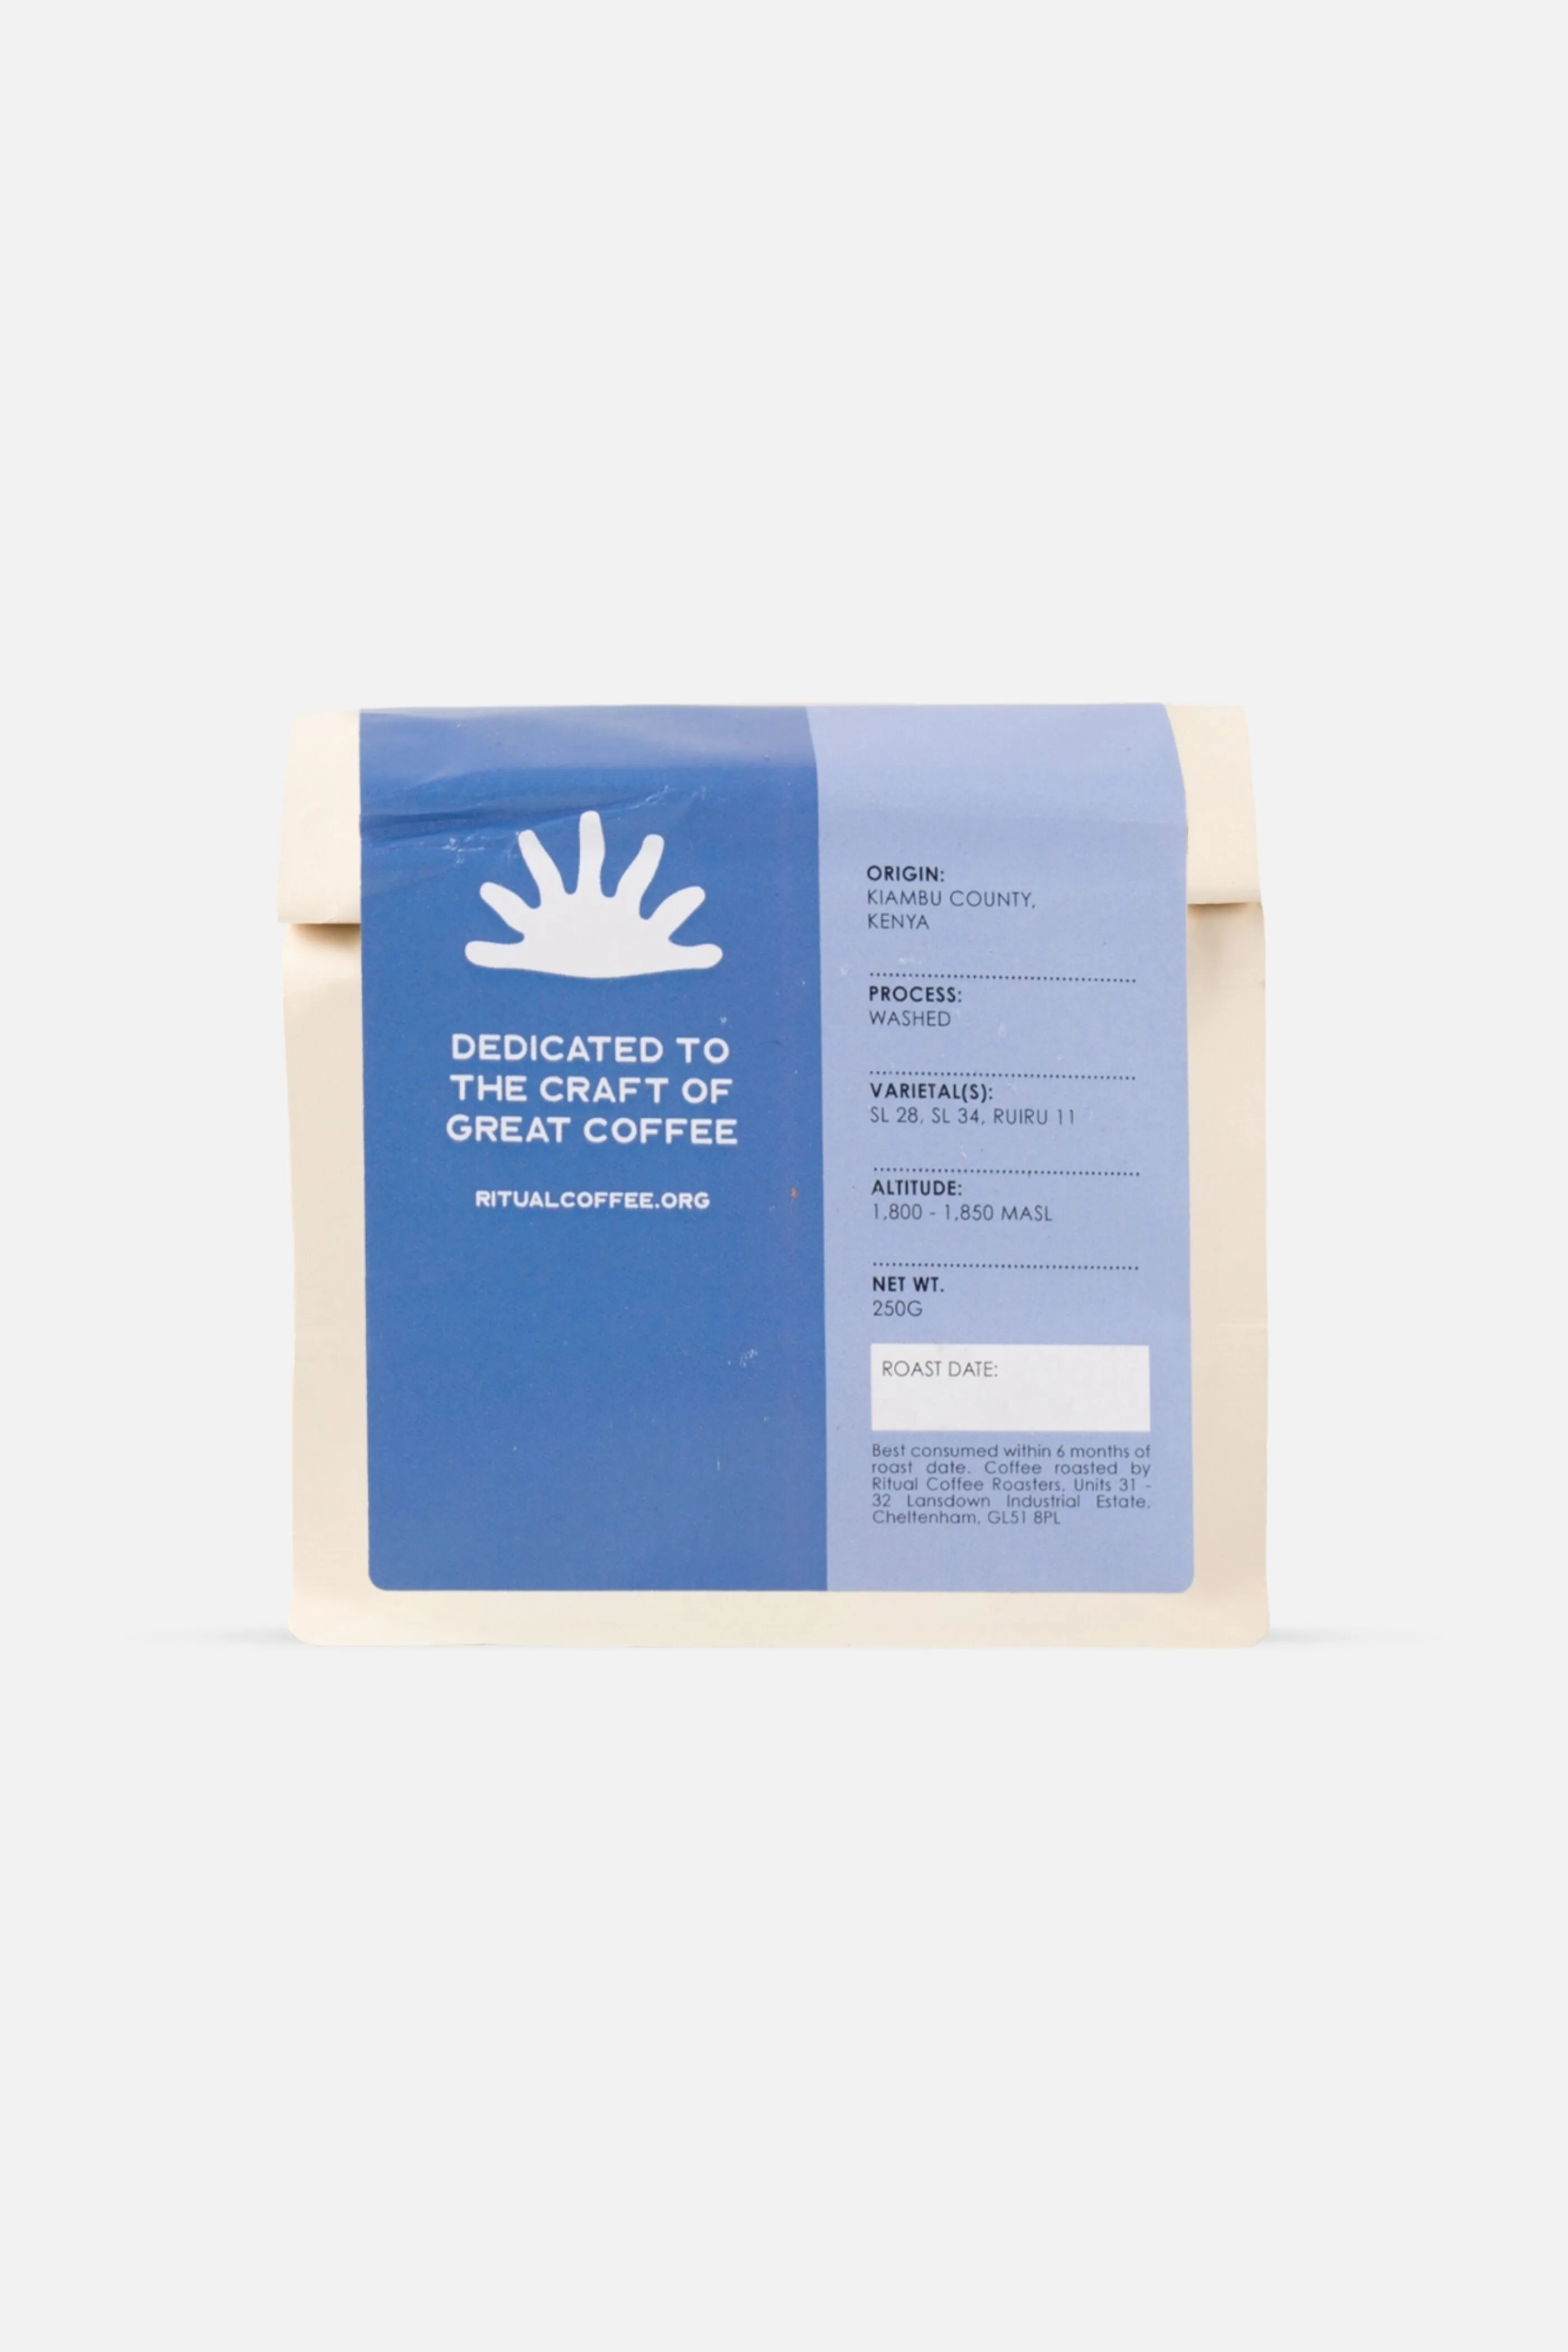 DEDICATED TO
THE CRAFT OF
GREAT COFFEE
RITUALCOFFEE.ORG
ORIGIN:
KIAMBU COUNTY,
KENYA
PROCESS:
WASHED
VARIETAL(S):
SL 28, SL 34, RUIRU 11
ALTITUDE:
1,800 - 1,850 MASL
NET WT.
250G
ROAST DATE:
Best consumed within 6 months of
roast date. Coffee roasted by
Ritual Coffee Roasters, Units 31 -
32 Lansdown Industrial Estate,
Cheltenham, GL51 8PL